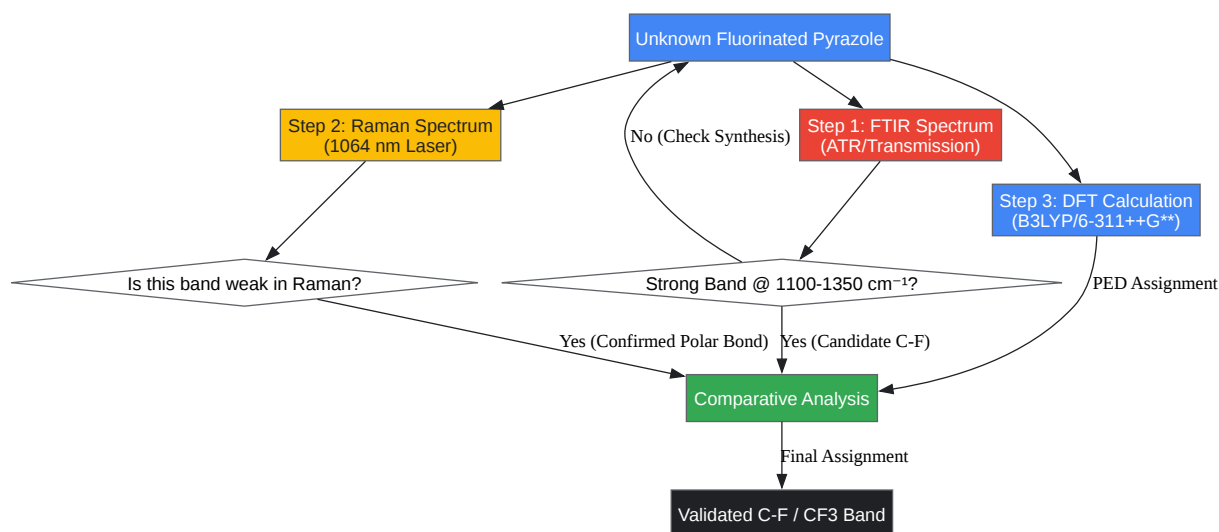 Unknown Fluorinated Pyrazole
Step 2: Raman Spectrum
(1064 nm Laser)
No (Check Synthesis)
Step 1: FTIR Spectrum
(ATR/Transmission)
Step 3: DFT Calculation
(B3LYP/6-311++G**)
Is this band weak in Raman?
Strong Band @ 1100-1350 cm⁻¹?
PED Assignment
Yes (Confirmed Polar Bond)
Yes (Candidate C-F)
Comparative Analysis
Final Assignment
Validated C-F / CF3 Band